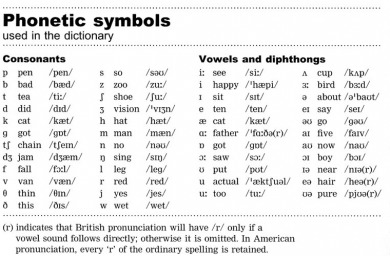 Phonetic symbols
used in the dictionary
Consonants
p pen /pen/ s so /səʊ/
b bad /bæd/ z zoo /zuː/
t tea /tiː/ ʃ shoe /ʃuː/
d did /dɪd/ ʒ vision /ˈvɪʒn/
k cat /kæt/ h hat /hæt/
g got /gɒt/ m man /mæn/
tʃ chain /tʃeɪn/ n no /nəʊ/
dʒ jam /dʒæm/ ŋ sing /sɪŋ/
f fall /fɔːl/ l leg /leg/
v van /væn/ r red /red/
θ thin /θɪn/ j yes /jes/
ð this /ðɪs/ w wet /wet/
Vowels and diphthongs
iː see /siː/ ʌ cup /kʌp/
i happy /ˈhæpi/ ɜː bird /bɜːd/
ɪ sit /sɪt/ ə about /əˈbaʊt/
e ten /ten/ eɪ say /seɪ/
æ cat /kæt/ əʊ go /gəʊ/
ɑː father /ˈfɑːðə(r)/ aɪ five /faɪv/
ɒ got /gɒt/ aʊ now /naʊ/
ɔː saw /sɔː/ ɔɪ boy /bɔɪ/
ʊ put /pʊt/ ɪə near /nɪə(r)/
u actual /ˈæktʃuəl/ eə hair /heə(r)/
uː too /tuː/ ʊə pure /pjʊə(r)/
(r) indicates that British pronunciation will have /r/ only if a
vowel sound follows directly; otherwise it is omitted. In American
pronunciation, every 'r' of the ordinary spelling is retained.